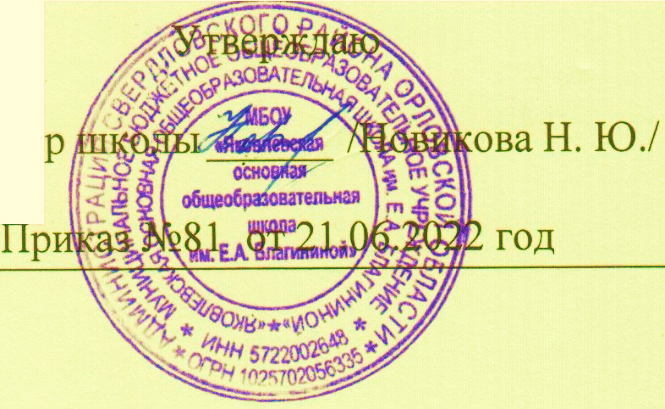 Утверждаю
р школы /Новикова Н. Ю./
Приказ №81 от 21.06.2022 год
АДМИНИСТРАЦИЯ СВЕРДЛОВСКОГО РАЙОНА ОРЛОВСКОЙ ОБЛАСТИ
МУНИЦИПАЛЬНОЕ БЮДЖЕТНОЕ ОБЩЕОБРАЗОВАТЕЛЬНОЕ УЧРЕЖДЕНИЕ
«ЯКОВЛЕВСКАЯ ОСНОВНАЯ ОБЩЕОБРАЗОВАТЕЛЬНАЯ ШКОЛА ИМ. Е.А. БЛАГИНИНОЙ»
* ИНН 5722002648 *
* ОГРН 1025702056335 *
МБОУ
«Яковлевская
основная
общеобразовательная
школа
им. Е.А. Благининой»